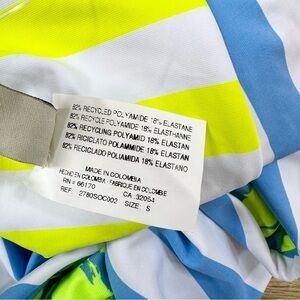 82% RECYCLED POLYAMIDE 18% ELASTANE
82% RECYCLE POLYAMIDE 18% ELASTHANNE
82% RECYCLING POLYAMID 18% ELASTAN
82% RICICLATO POLAMMIDE 18% ELASTAN
82% RECICLADO POLIAMIDA 18% ELASTANO
MADE IN COLOMBIA
HECHO EN COLOMBIA - FABRIQUE EN COLOMBIE
RN # 66170 CA :32054
REF: 2780SOC002 SIZE: S